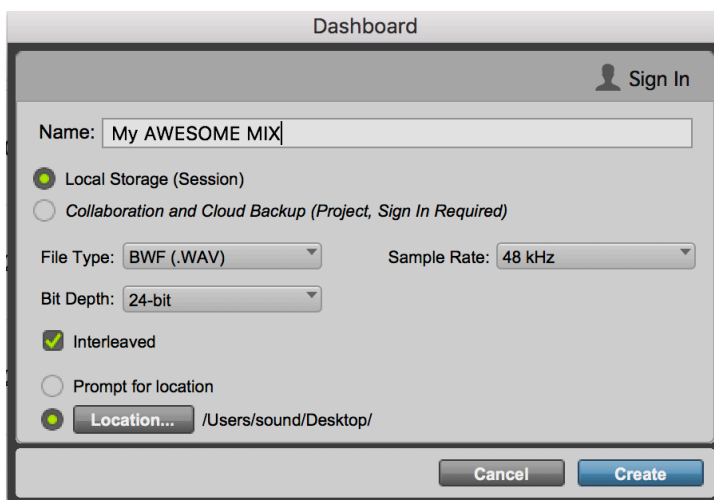 Dashboard
Sign In
Name: My AWESOME MIX
Local Storage (Session)
Collaboration and Cloud Backup (Project, Sign In Required)
File Type: BWF (.WAV) Sample Rate: 48 kHz
Bit Depth: 24-bit
Interleaved
Prompt for location
Location... /Users/sound/Desktop/
Cancel Create